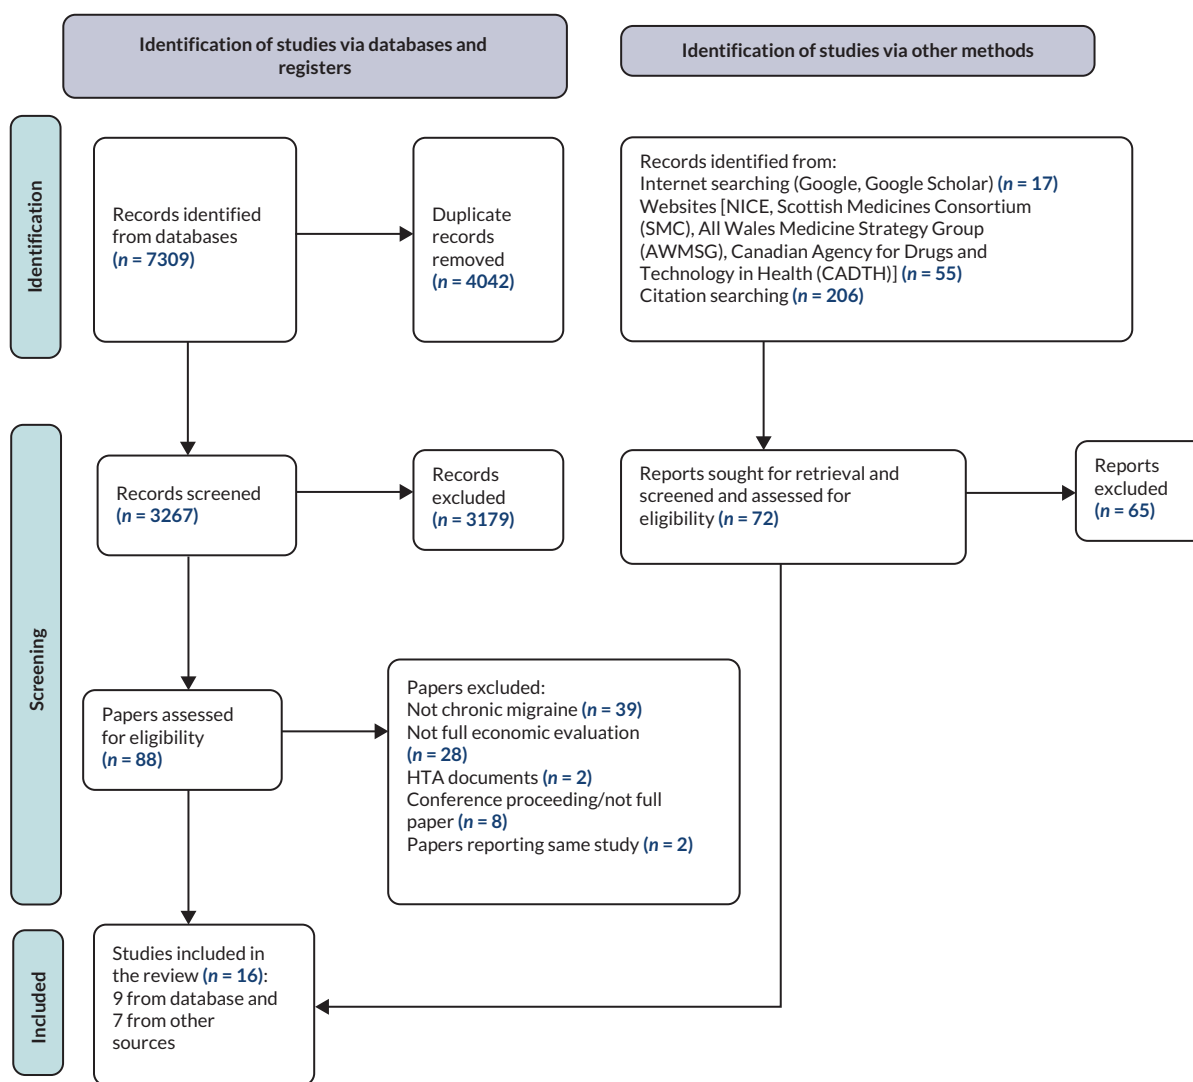 Identification of studies via databases and
registers
Identification of studies via other methods
Identification
Records identified
from databases
(n = 7309)
Duplicate
records
removed
(n = 4042)
Records identified from:
Internet searching (Google, Google Scholar) (n = 17)
Websites [NICE, Scottish Medicines Consortium
(SMC), All Wales Medicine Strategy Group
(AWMSG), Canadian Agency for Drugs and
Technology in Health (CADTH)] (n = 55)
Citation searching (n = 206)
Screening
Records screened
(n = 3267)
Records
excluded
(n = 3179)
Reports sought for retrieval and
screened and assessed for
eligibility (n = 72)
Reports
excluded
(n = 65)
Papers assessed
for eligibility
(n = 88)
Papers excluded:
Not chronic migraine (n = 39)
Not full economic evaluation
(n = 28)
HTA documents (n = 2)
Conference proceeding/not full
paper (n = 8)
Papers reporting same study (n = 2)
Included
Studies included in
the review (n = 16):
9 from database and
7 from other
sources